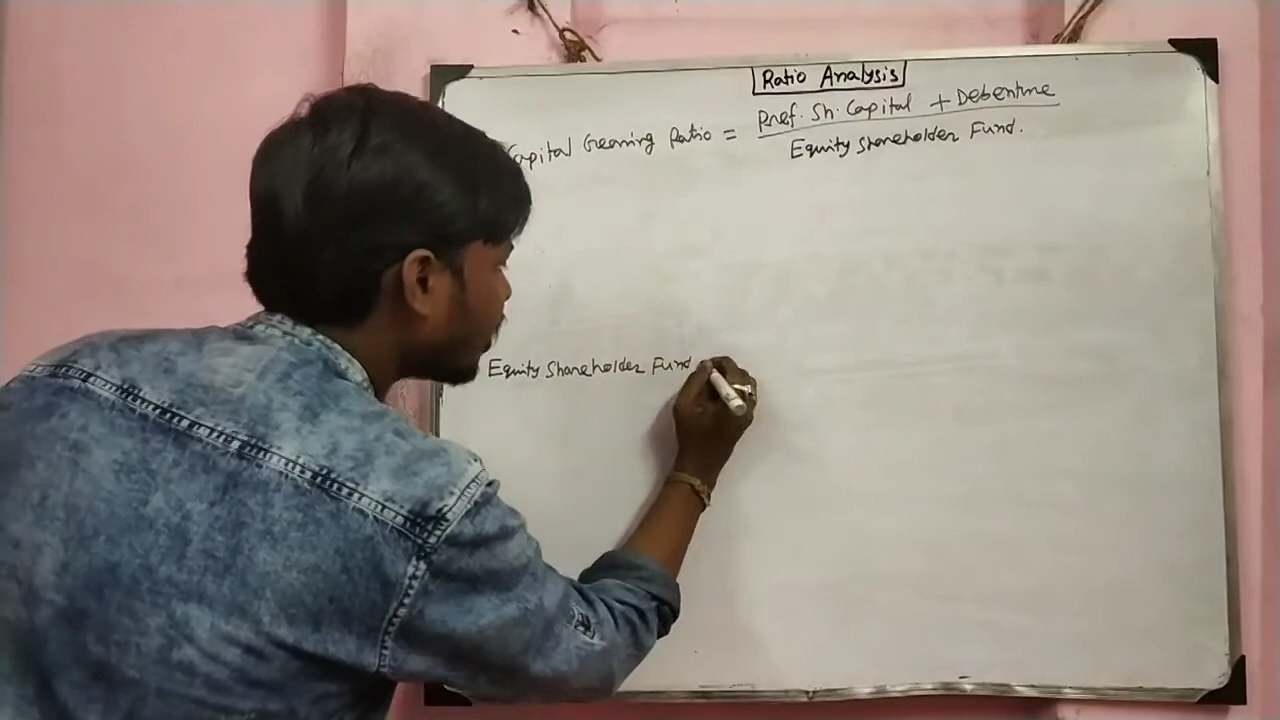 Ratio Analysis
Capital Gearing Ratio = Pref. Sh. Capital + Debenture
Equity Shareholder Fund.
Equity Shareholder Fund